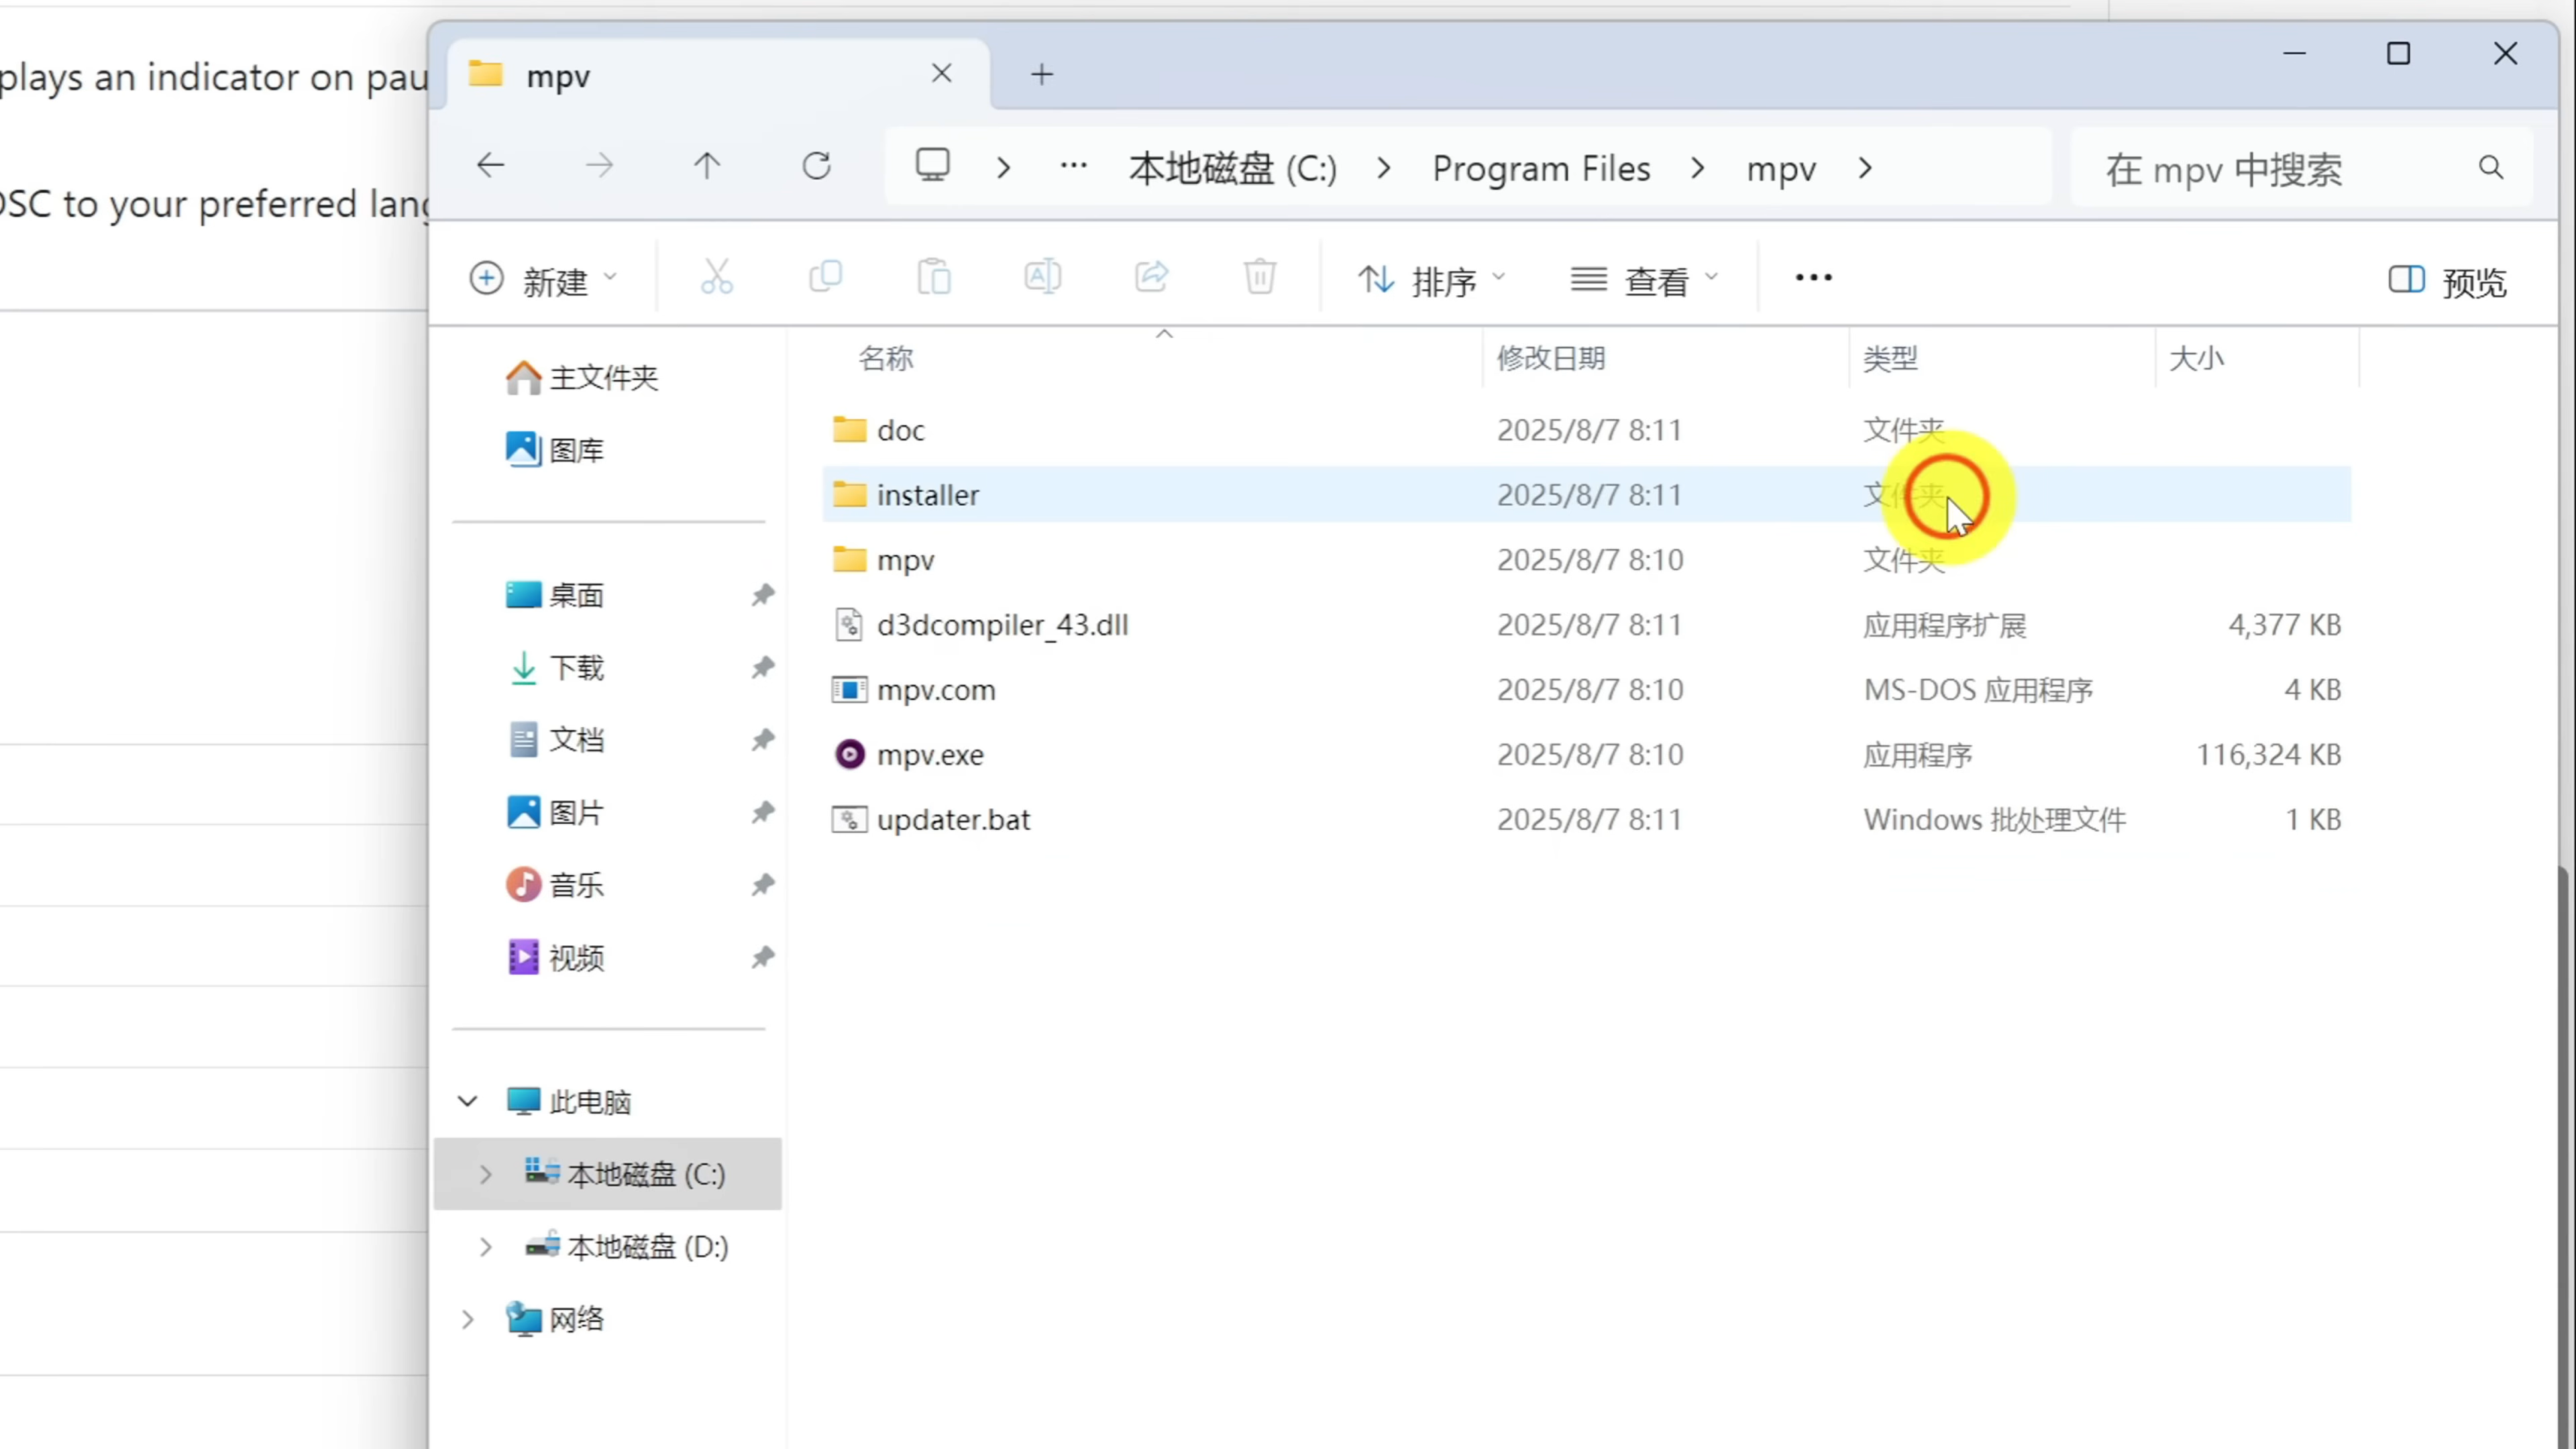 plays an indicator on pau
OSC to your preferred lang
mpv
本地磁盘 (C:)
Program Files
mpv
在 mpv 中搜索
新建
排序
查看
预览
名称
修改日期
类型
大小
主文件夹
图库
桌面
下载
文档
图片
音乐
视频
此电脑
本地磁盘 (C:)
本地磁盘 (D:)
网络
doc 2025/8/7 8:11 文件夹
installer 2025/8/7 8:11 文件夹
mpv 2025/8/7 8:10 文件夹
d3dcompiler_43.dll 2025/8/7 8:11 应用程序扩展 4,377 KB
mpv.com 2025/8/7 8:10 MS-DOS 应用程序 4 KB
mpv.exe 2025/8/7 8:10 应用程序 116,324 KB
updater.bat 2025/8/7 8:11 Windows 批处理文件 1 KB